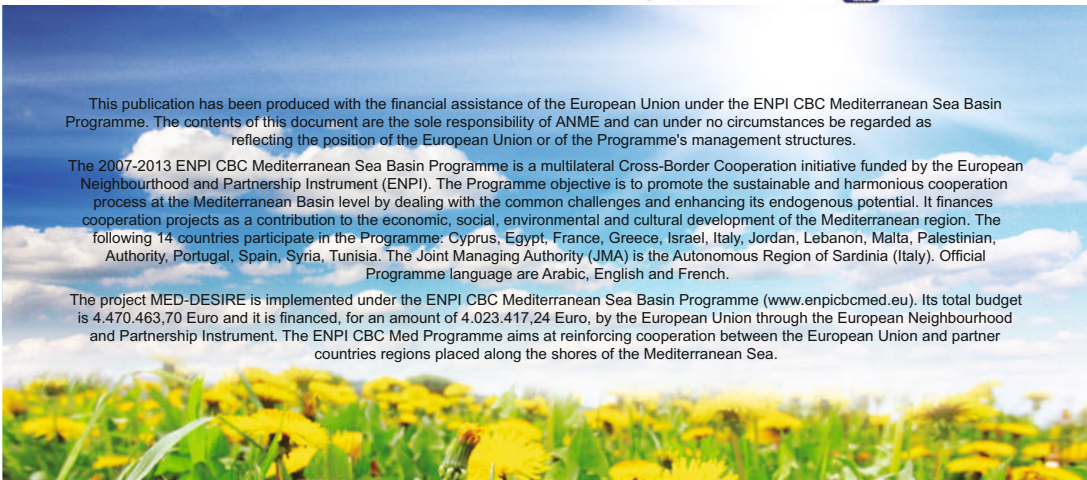 This publication has been produced with the financial assistance of the European Union under the ENPI CBC Mediterranean Sea Basin
Programme. The contents of this document are the sole responsibility of ANME and can under no circumstances be regarded as
reflecting the position of the European Union or of the Programme's management structures.
The 2007-2013 ENPI CBC Mediterranean Sea Basin Programme is a multilateral Cross-Border Cooperation initiative funded by the European
Neighbourthood and Partnership Instrument (ENPI). The Programme objective is to promote the sustainable and harmonious cooperation
process at the Mediterranean Basin level by dealing with the common challenges and enhancing its endogenous potential. It finances
cooperation projects as a contribution to the economic, social, environmental and cultural development of the Mediterranean region. The
following 14 countries participate in the Programme: Cyprus, Egypt, France, Greece, Israel, Italy, Jordan, Lebanon, Malta, Palestinian,
Authority, Portugal, Spain, Syria, Tunisia. The Joint Managing Authority (JMA) is the Autonomous Region of Sardinia (Italy). Official
Programme language are Arabic, English and French.
The project MED-DESIRE is implemented under the ENPI CBC Mediterranean Sea Basin Programme (www.enpicbcmed.eu). Its total budget
is 4.470.463,70 Euro and it is financed, for an amount of 4.023.417,24 Euro, by the European Union through the European Neighbourhood
and Partnership Instrument. The ENPI CBC Med Programme aims at reinforcing cooperation between the European Union and partner
countries regions placed along the shores of the Mediterranean Sea.